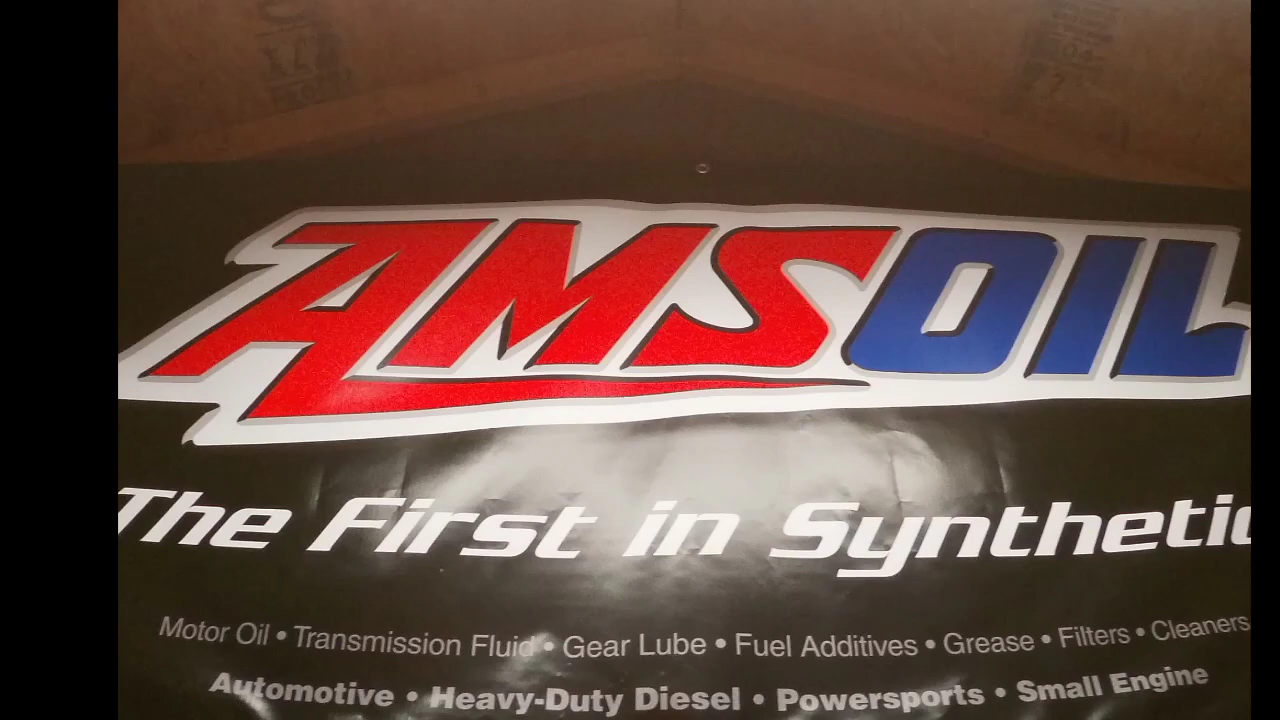 AMSOIL
The First in Synthetic
Motor Oil • Transmission Fluid • Gear Lube • Fuel Additives • Grease • Filters • Cleaners
Automotive • Heavy-Duty Diesel • Powersports • Small Engine